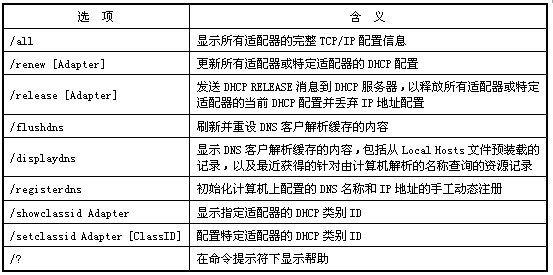 选 项 含 义
/all 显示所有适配器的完整 TCP/IP 配置信息
/renew [Adapter] 更新所有适配器或特定适配器的 DHCP 配置
/release [Adapter] 发送 DHCP RELEASE 消息到 DHCP 服务器,以释放所有适配器或特定
适配器的当前 DHCP 配置并丢弃 IP 地址配置
/flushdns 刷新并重设 DNS 客户解析缓存的内容
/displaydns 显示 DNS 客户解析缓存的内容,包括从 Local Hosts 文件预装载的
记录,以及最近获得的针对由计算机解析的名称查询的资源记录
/registerdns 初始化计算机上配置的 DNS 名称和 IP 地址的手工动态注册
/showclassid Adapter 显示指定适配器的 DHCP 类别 ID
/setclassid Adapter [ClassID] 配置特定适配器的 DHCP 类别 ID
/? 在命令提示符下显示帮助